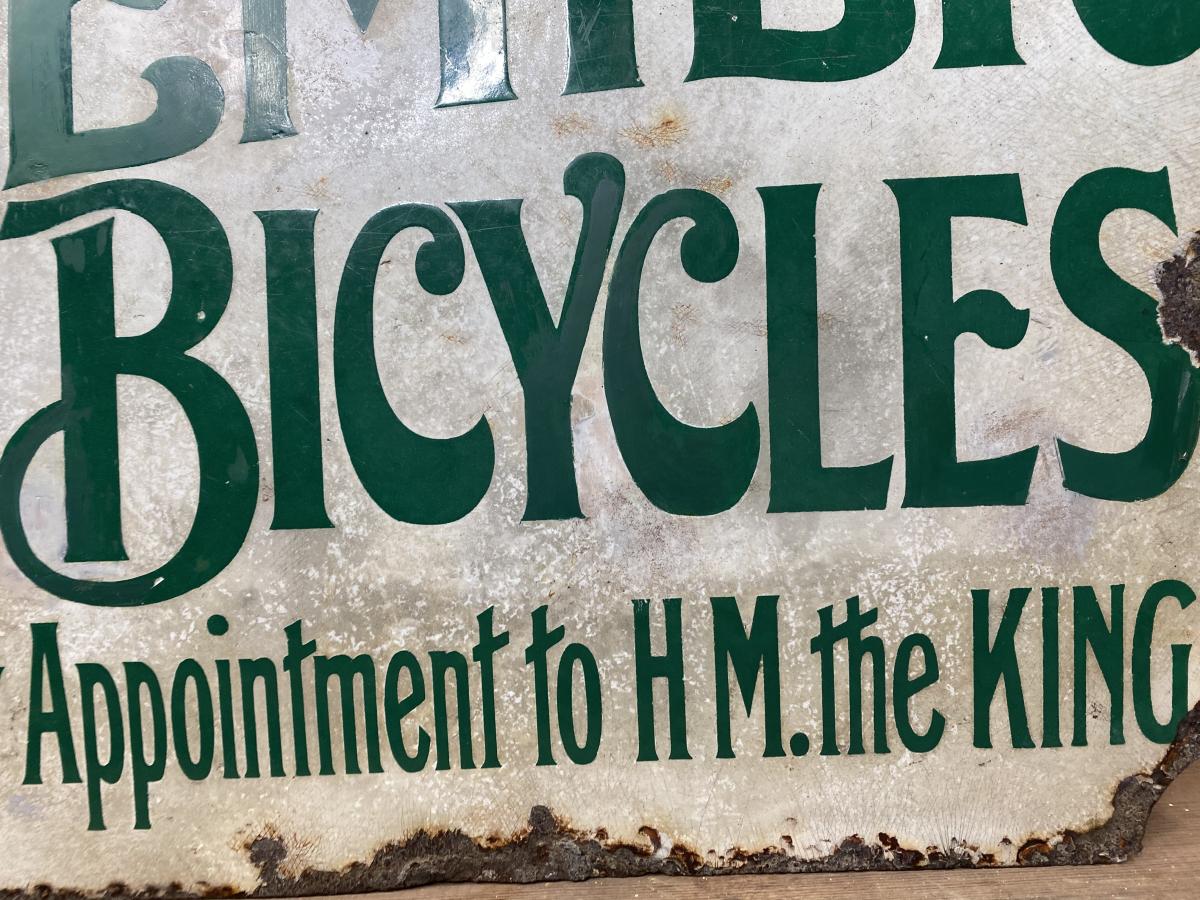 BICYCLES
Appointment to H M. the KING